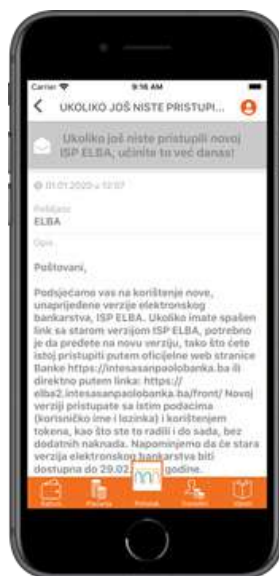 Carrier 9:16 AM
UKOLIKO JOŠ NISTE PRISTUPI...
Ukoliko još niste pristupili novoj
ISP ELBA, učinite to već danas!
01.01.2020 u 12:07
Pošiljaoc
ELBA
Opis
Poštovani,
Podsjećamo vas na korištenje nove,
unaprijeđene verzije elektronskog
bankarstva, ISP ELBA. Ukoliko imate spašen
link sa starom verzijom ISP ELBA, potrebno
je da pređete na novu verziju, tako što ćete
istoj pristupiti putem oficijelne web stranice
Banke https://intesasanpaolobanka.ba ili
direktno putem linka: https://
elba2.intesasanpaolobanka.ba/front/ Novoj
verziji pristupate sa istim podacima
(korisničko ime i lozinka) i korištenjem
tokena, kao što ste to radili i do sada, bez
dodatnih naknada. Napominjemo da će stara
verzija elektronskog bankarstva biti
dostupna do 29.02. godine.
Plaćanja